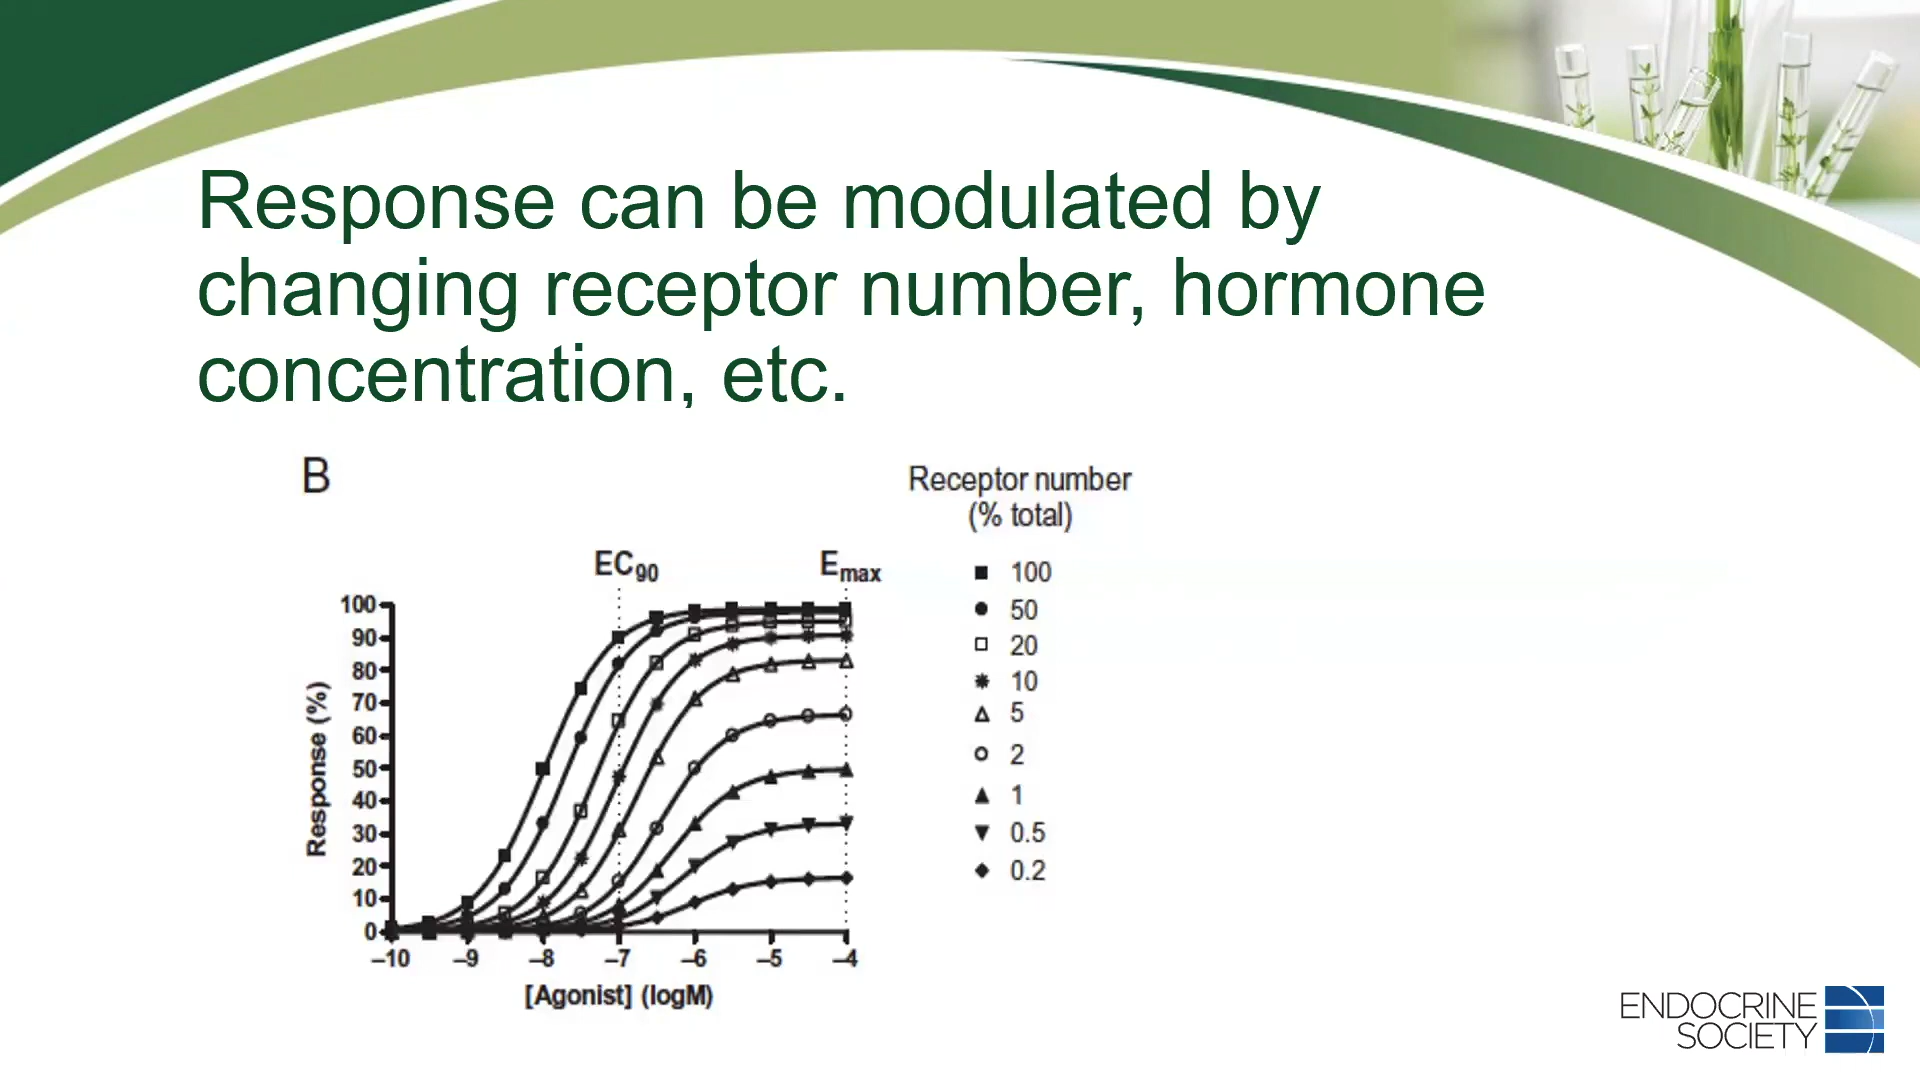 Response can be modulated by
changing receptor number, hormone
concentration, etc.
B
Receptor number
(% total)
100
50
20
10
5
2
1
0.5
0.2
EC90
Emax
100
90
80
70
60
50
40
30
20
10
0
Response (%)
–10 –9 –8 –7 –6 –5 –4
[Agonist] (logM)
ENDOCRINE
SOCIETY